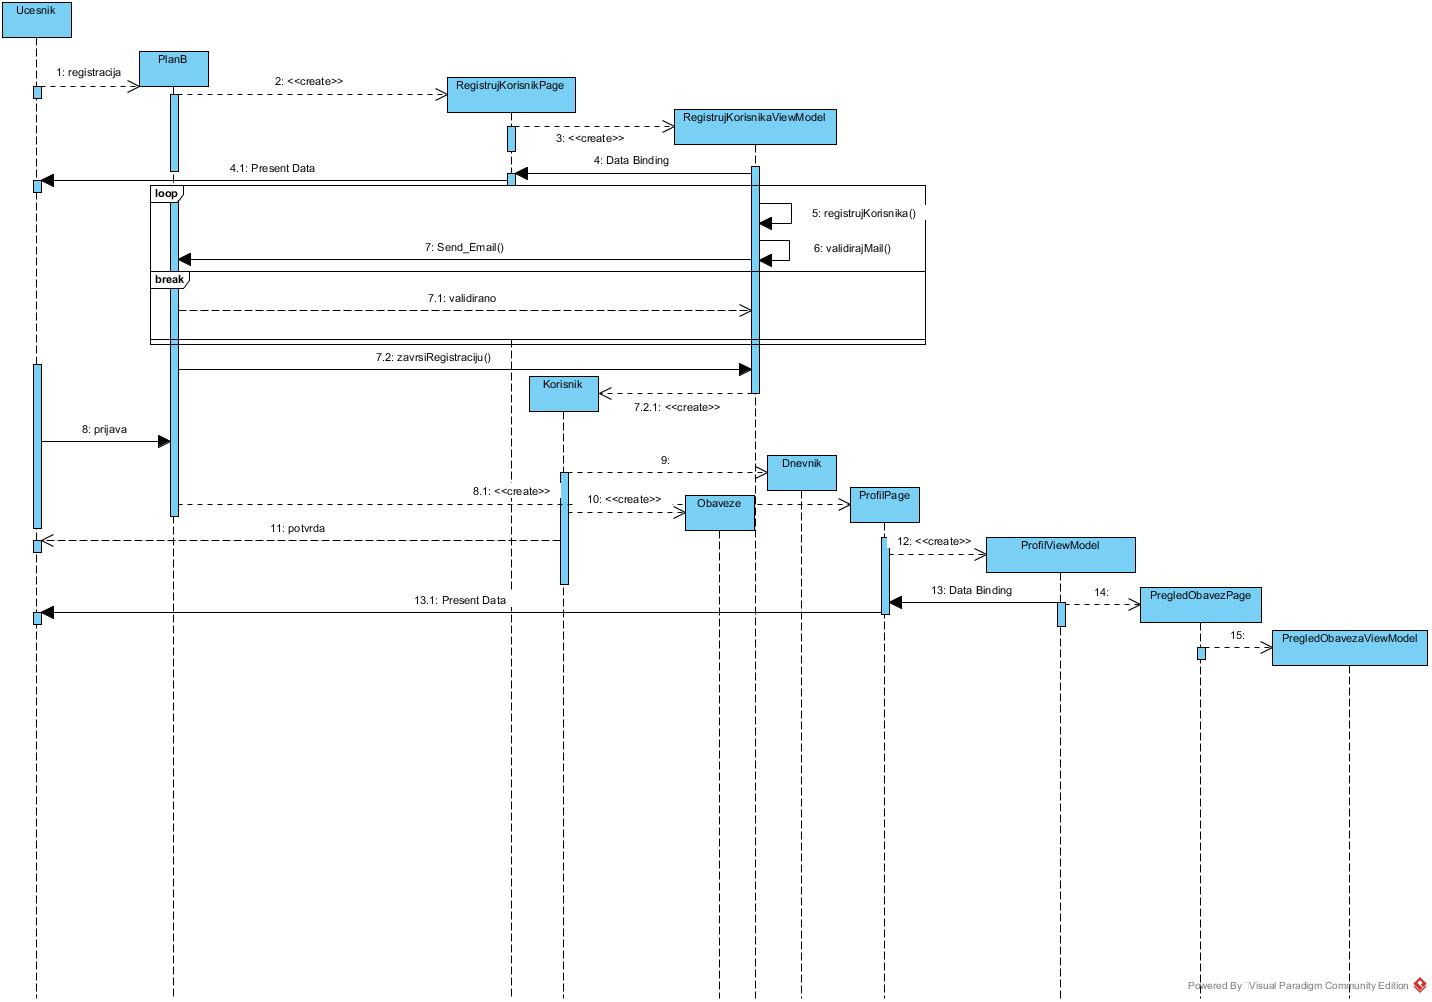 Ucesnik
PlanB
1: registracija
2: <<create>>
RegistrujKorisnikPage
RegistrujKorisnikaViewModel
3: <<create>>
4: Data Binding
4.1: Present Data
loop
5: registrujKorisnika()
7: Send_Email()
6: validirajMail()
break
7.1: validirano
7.2: zavrsiRegistraciju()
Korisnik
7.2.1: <<create>>
8: prijava
9:
Dnevnik
8.1: <<create>>
10: <<create>>
Obaveze
ProfilPage
11: potvrda
12: <<create>>
ProfilViewModel
13: Data Binding
14:
PregledObavezPage
13.1: Present Data
15:
PregledObavezaViewModel
Powered By Visual Paradigm Community Edition